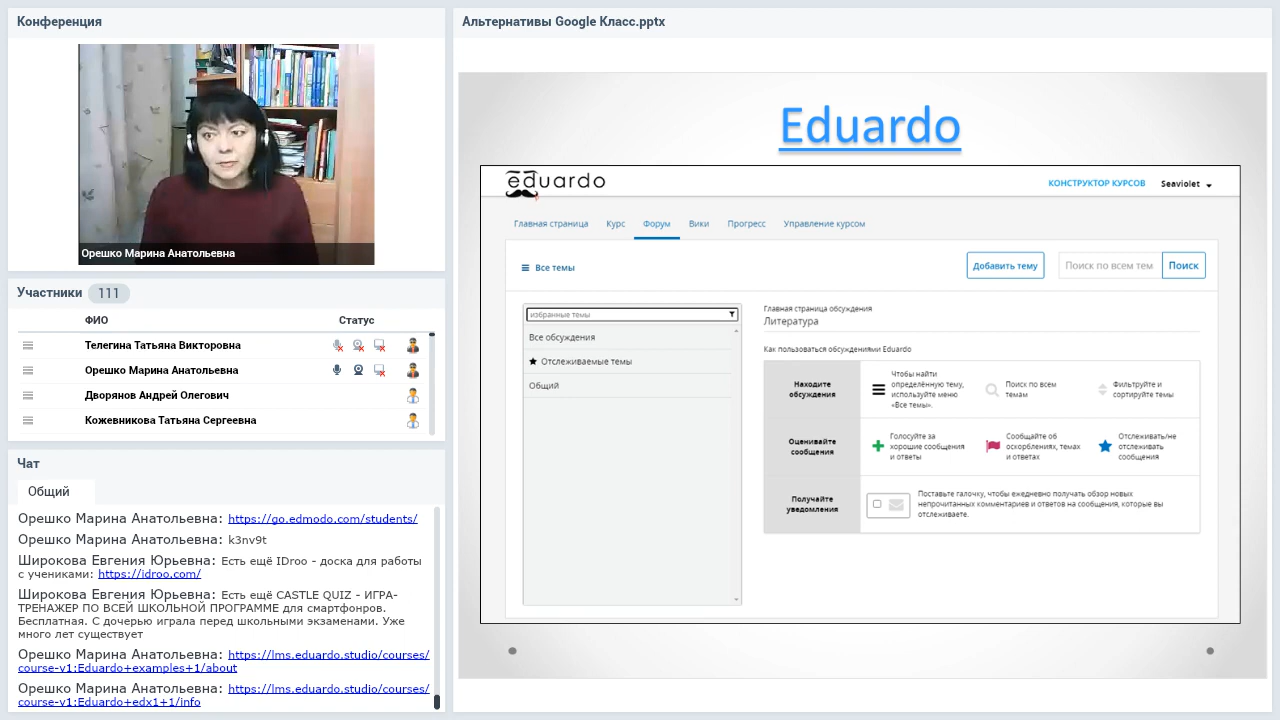 Конференция
Орешко Марина Анатольевна
Участники 111
ФИО Статус
Телегина Татьяна Викторовна
Орешко Марина Анатольевна
Дворянов Андрей Олегович
Кожевникова Татьяна Сергеевна
Чат
Общий
Орешко Марина Анатольевна: https://go.edmodo.com/students/
Орешко Марина Анатольевна: k3nv9t
Широкова Евгения Юрьевна: Есть ещё IDroo - доска для работы
с учениками: https://idroo.com/
Широкова Евгения Юрьевна: Есть ещё CASTLE QUIZ - ИГРА-
ТРЕНАЖЕР ПО ВСЕЙ ШКОЛЬНОЙ ПРОГРАММЕ для смартфонров.
Бесплатная. С дочерью играла перед школьными экзаменами. Уже
много лет существует
Орешко Марина Анатольевна: https://lms.eduardo.studio/courses/
course-v1:Eduardo+examples+1/about
Орешко Марина Анатольевна: https://lms.eduardo.studio/courses/
course-v1:Eduardo+edx1+1/info
Альтернативы Google Класс.pptx
Eduardo
eduardo
КОНСТРУКТОР КУРСОВ Seaviolet
Главная страница Курс Форум Вики Прогресс Управление курсом
Все темы
Добавить тему
Поиск по всем тем
Поиск
избранные темы
Все обсуждения
Отслеживаемые темы
Общий
Главная страница обсуждения
Литература
Как пользоваться обсуждениями Eduardo
Находите
обсуждения
Чтобы найти
определённую тему,
используйте меню
«Все темы».
Поиск по всем
темам
Фильтруйте и
сортируйте темы
Оценивайте
сообщения
Голосуйте за
хорошие сообщения
и ответы
Сообщайте об
оскорблениях, темах
и ответах
Отслеживать/не
отслеживать
сообщения
Получайте
уведомления
Поставьте галочку, чтобы ежедневно получать обзор новых
непрочитанных комментариев и ответов на сообщения, которые вы
отслеживаете.